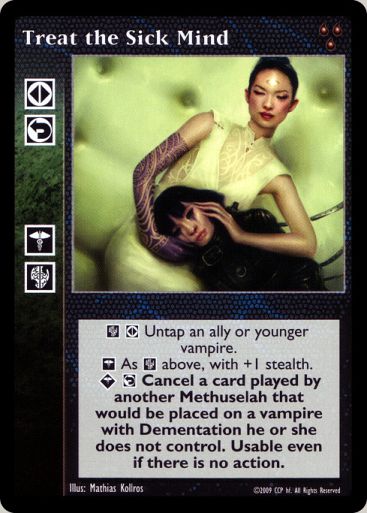 Treat the Sick Mind
Untap an ally or younger
vampire.
As above, with +1 stealth.
Cancel a card played by
another Methuselah that
would be placed on a vampire
with Dementation he or she
does not control. Usable even
if there is no action.
Illus: Mathias Kollros
©2009 CCP hf. All Rights Reserved